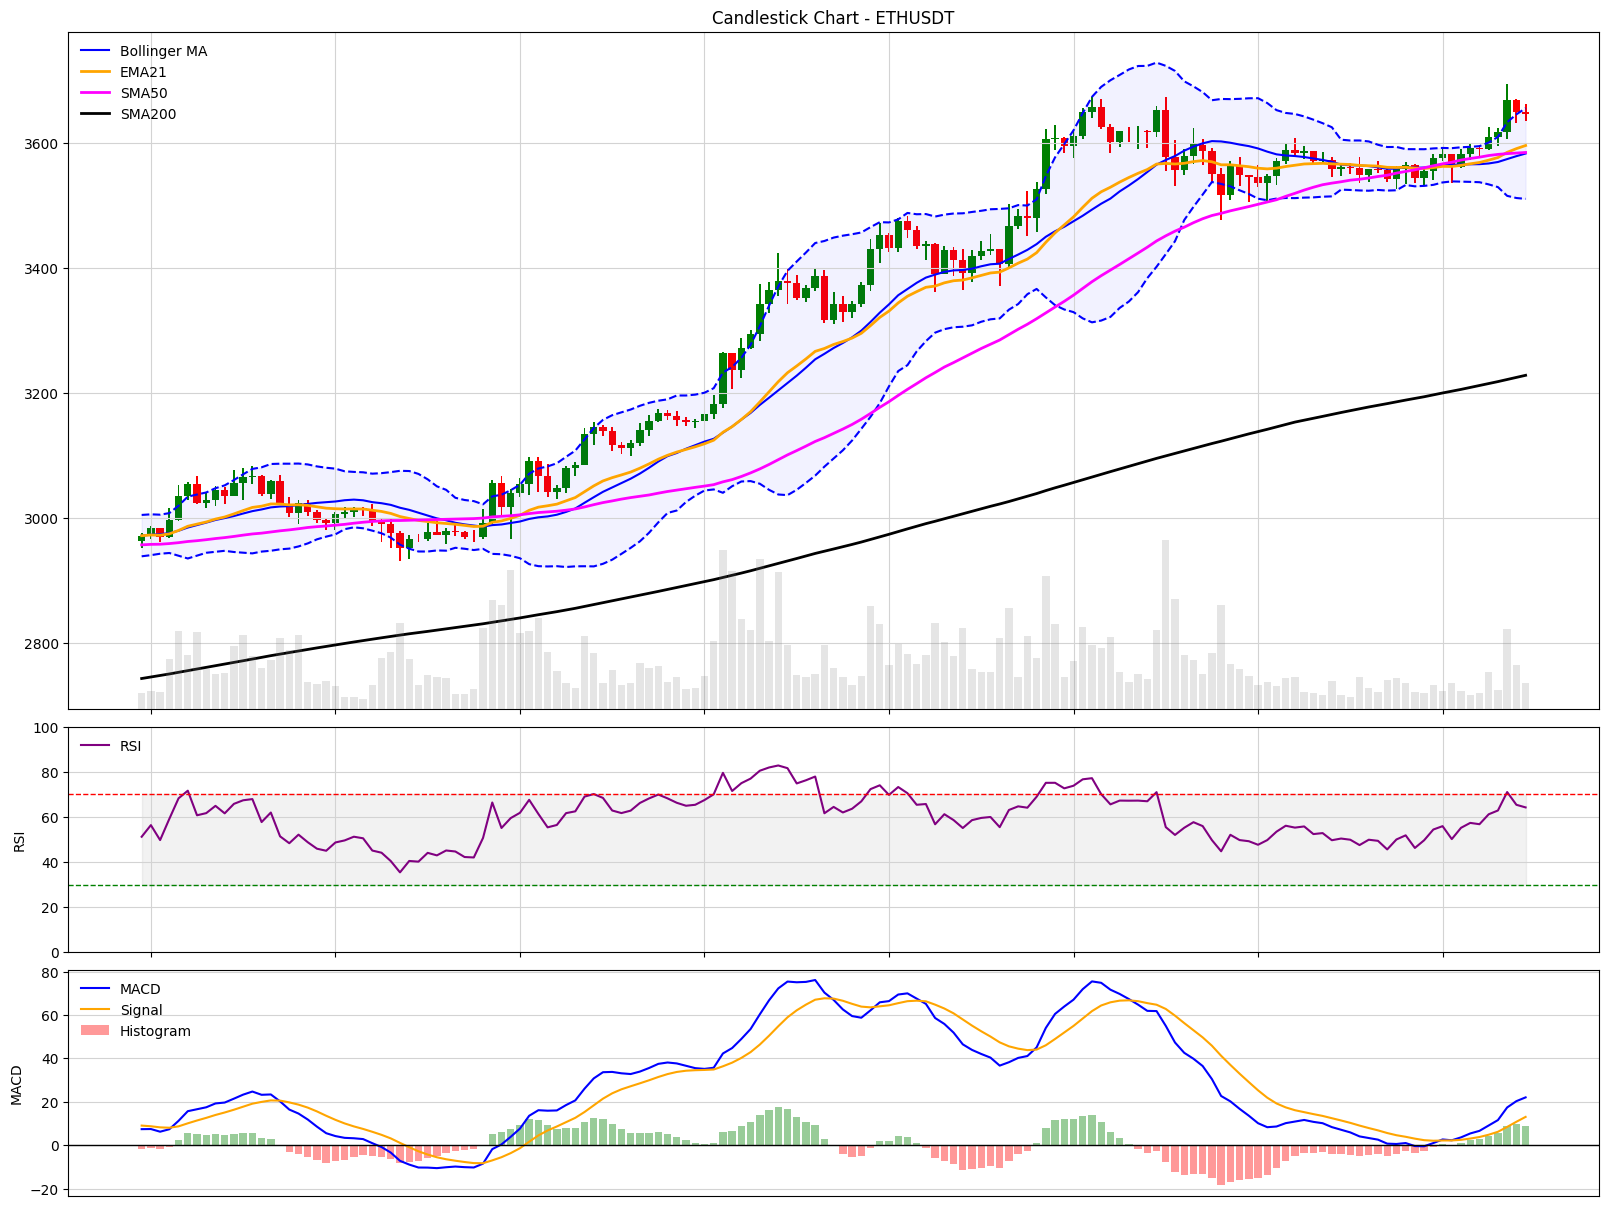 Candlestick Chart - ETHUSDT
Bollinger MA
EMA21
SMA50
SMA200
3600
3400
3200
3000
2800
RSI
100
80
60
40
20
0
RSI
MACD
Signal
Histogram
80
60
40
20
0
−20
MACD